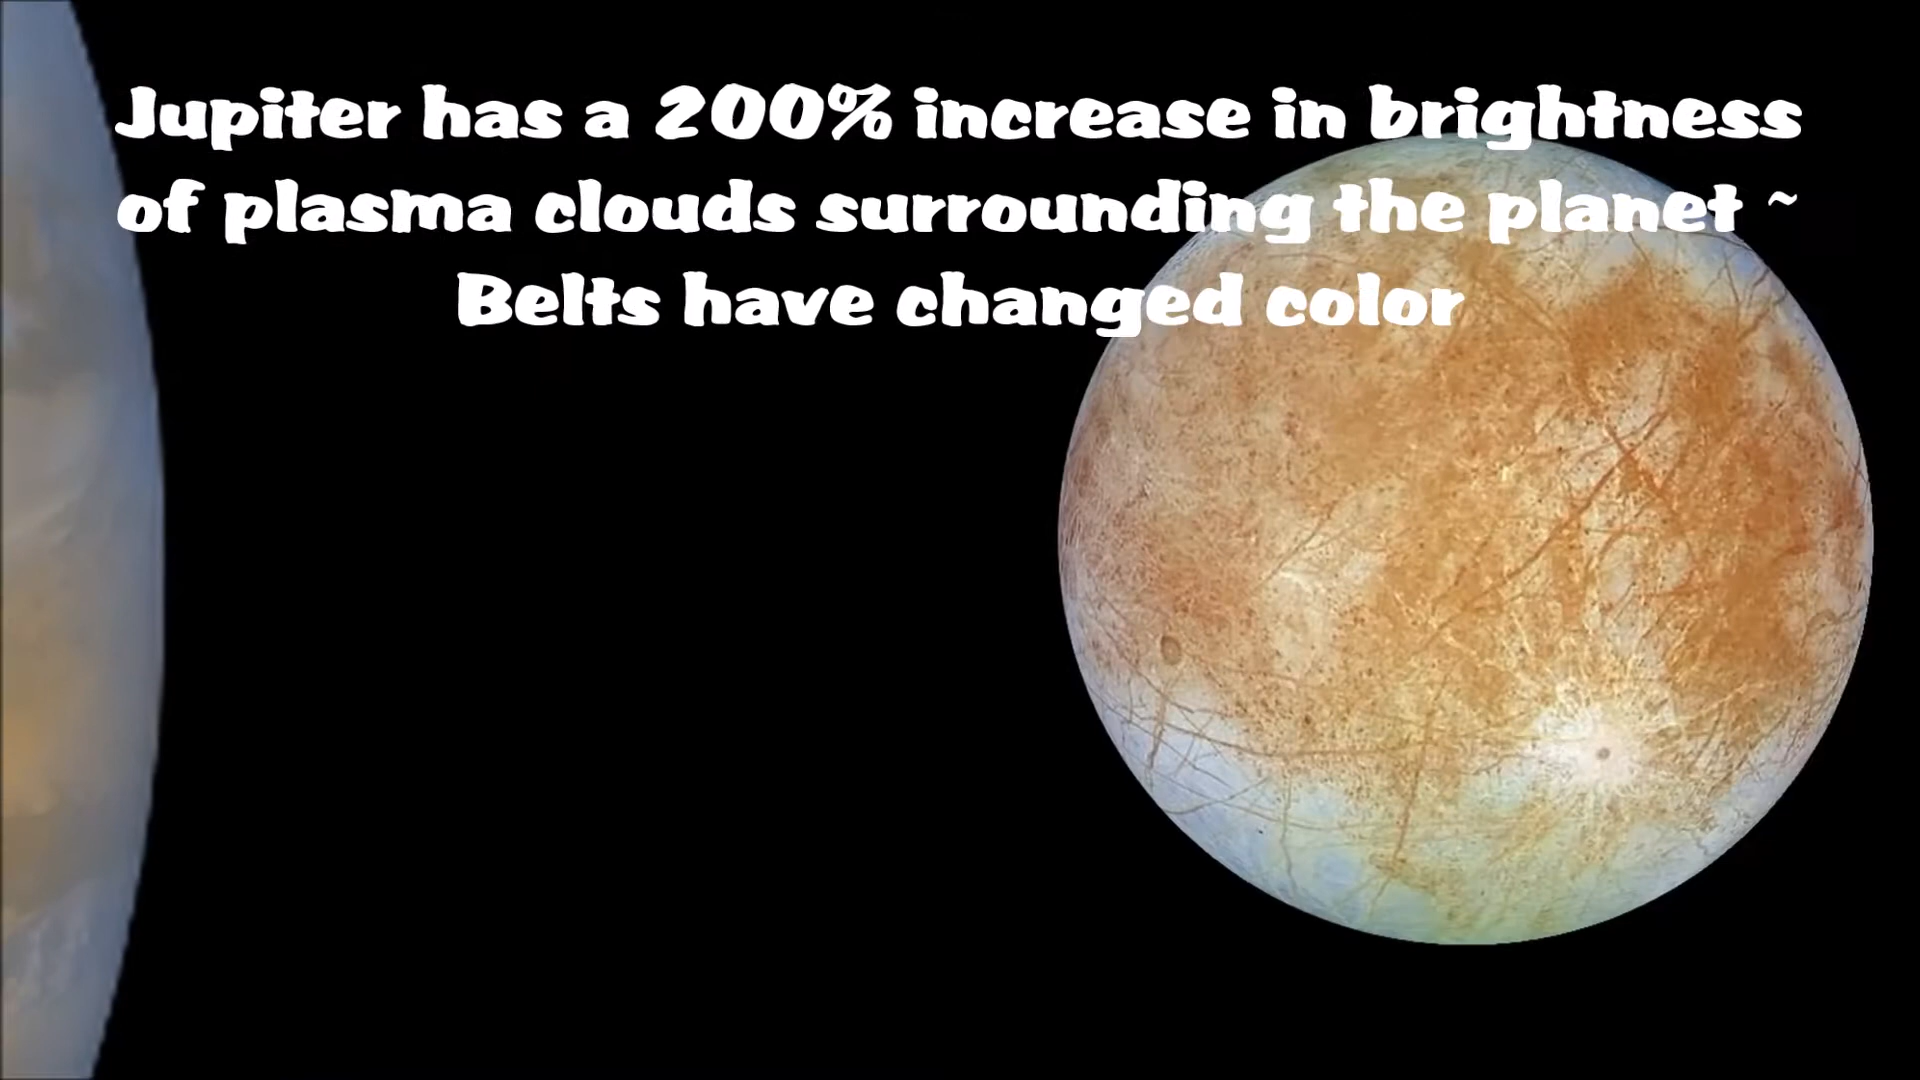 Jupiter has a 200% increase in brightness
of plasma clouds surrounding the planet ~
Belts have changed color